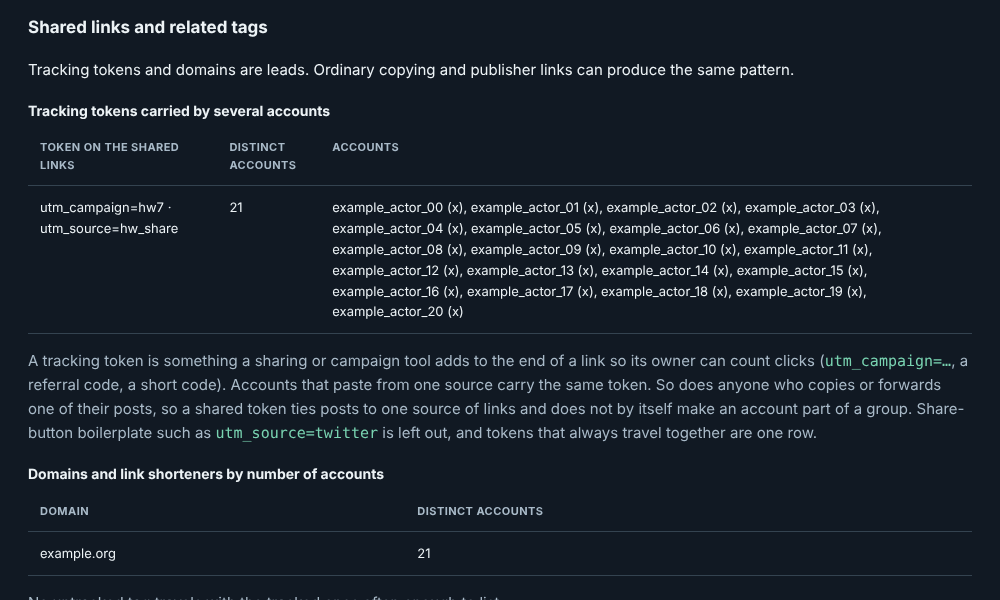 Shared links and related tags
Tracking tokens and domains are leads. Ordinary copying and publisher links can produce the same pattern.
Tracking tokens carried by several accounts
TOKEN ON THE SHARED LINKS
DISTINCT ACCOUNTS
ACCOUNTS
utm_campaign=hw7 ·
utm_source=hw_share
21
example_actor_00 (x), example_actor_01 (x), example_actor_02 (x), example_actor_03 (x),
example_actor_04 (x), example_actor_05 (x), example_actor_06 (x), example_actor_07 (x),
example_actor_08 (x), example_actor_09 (x), example_actor_10 (x), example_actor_11 (x),
example_actor_12 (x), example_actor_13 (x), example_actor_14 (x), example_actor_15 (x),
example_actor_16 (x), example_actor_17 (x), example_actor_18 (x), example_actor_19 (x),
example_actor_20 (x)
A tracking token is something a sharing or campaign tool adds to the end of a link so its owner can count clicks (utm_campaign=…, a
referral code, a short code). Accounts that paste from one source carry the same token. So does anyone who copies or forwards
one of their posts, so a shared token ties posts to one source of links and does not by itself make an account part of a group. Share-
button boilerplate such as utm_source=twitter is left out, and tokens that always travel together are one row.
Domains and link shorteners by number of accounts
DOMAIN
DISTINCT ACCOUNTS
example.org
21